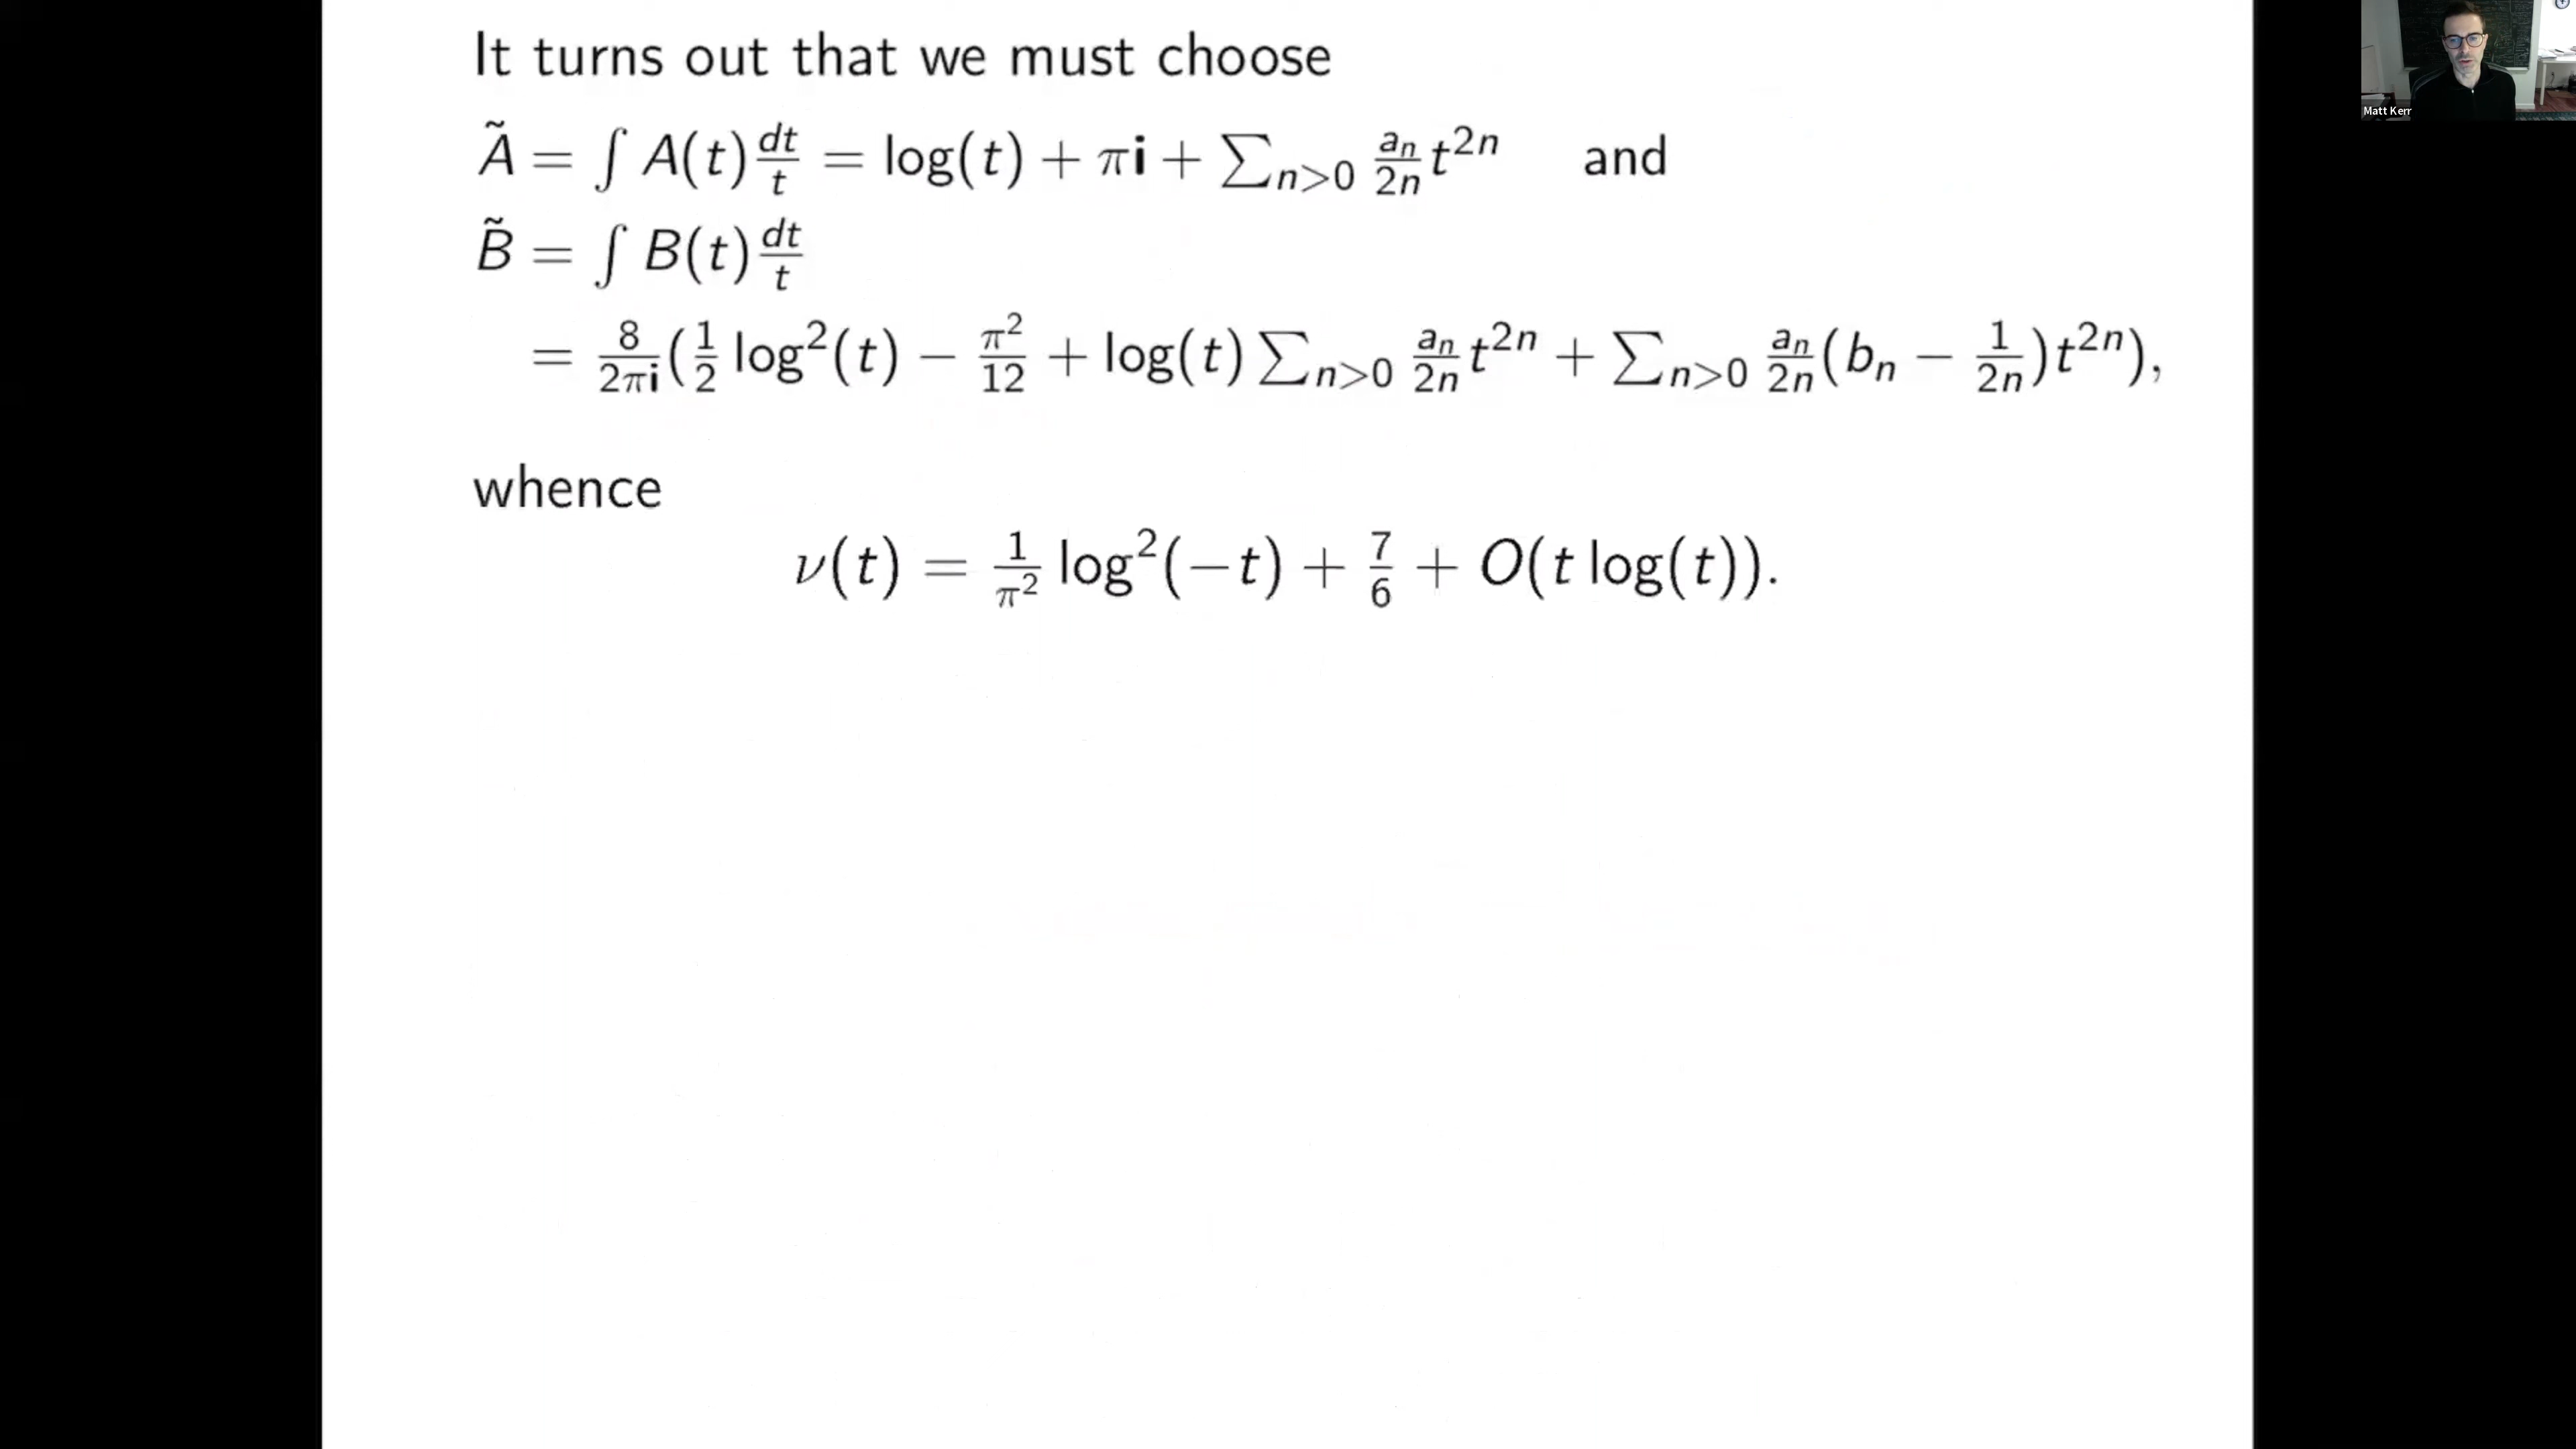 It turns out that we must choose
Ã = ∫ A(t) dt/t = log(t) + πi + ∑_{n>0} a_n/2n t^{2n} and
B̃ = ∫ B(t) dt/t
= 8/2πi (1/2 log²(t) − π²/12 + log(t) ∑_{n>0} a_n/2n t^{2n} + ∑_{n>0} a_n/2n (b_n − 1/2n) t^{2n}),
whence
ν(t) = 1/π² log²(−t) + 7/6 + O(t log(t)).
Matt Kerr